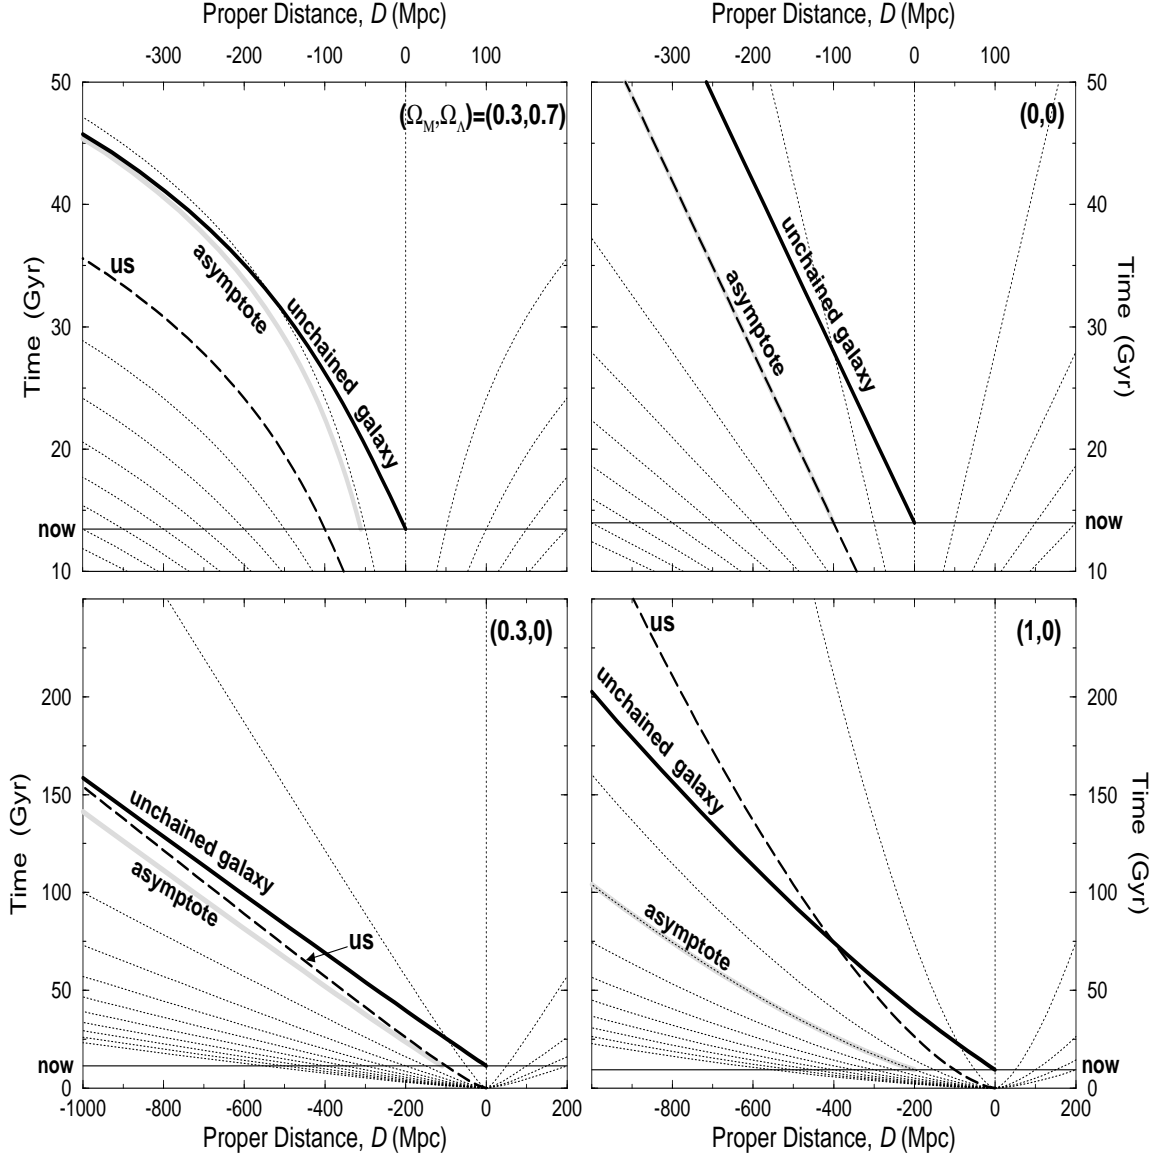 Proper Distance, D (Mpc)
Proper Distance, D (Mpc)
-300 -200 -100 0 100
-300 -200 -100 0 100
50
40
30
20
now
10
Time (Gyr)
(Ω_M,Ω_Λ)=(0.3,0.7)
us
asymptote
unchained galaxy
(0,0)
asymptote
unchained galaxy
50
40
30
20
now
10
Time (Gyr)
200
150
100
50
now
0
Time (Gyr)
(0.3,0)
unchained galaxy
asymptote
us
(1,0)
us
unchained galaxy
asymptote
200
150
100
50
now
0
Time (Gyr)
-1000 -800 -600 -400 -200 0 200
-800 -600 -400 -200 0 200
Proper Distance, D (Mpc)
Proper Distance, D (Mpc)